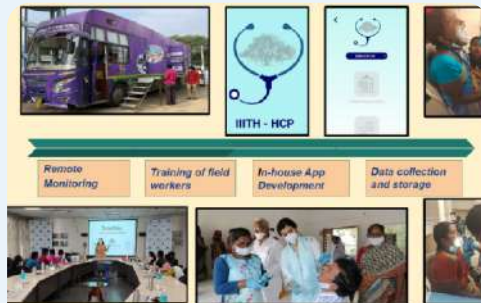 IIITH - HCP
Remote
Monitoring
Training of field
workers
In-house App
Development
Data collection
and storage